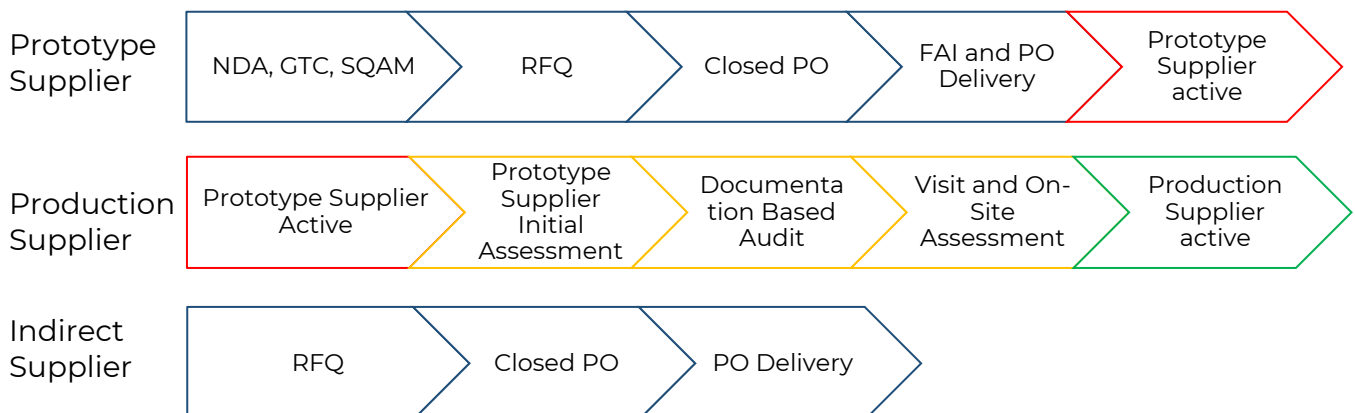 Prototype
Supplier
NDA, GTC, SQAM
RFQ
Closed PO
FAI and PO
Delivery
Prototype
Supplier
active
Production
Supplier
Prototype Supplier
Active
Prototype
Supplier
Initial
Assessment
Documenta
tion Based
Audit
Visit and On-
Site
Assessment
Production
Supplier
active
Indirect
Supplier
RFQ
Closed PO
PO Delivery